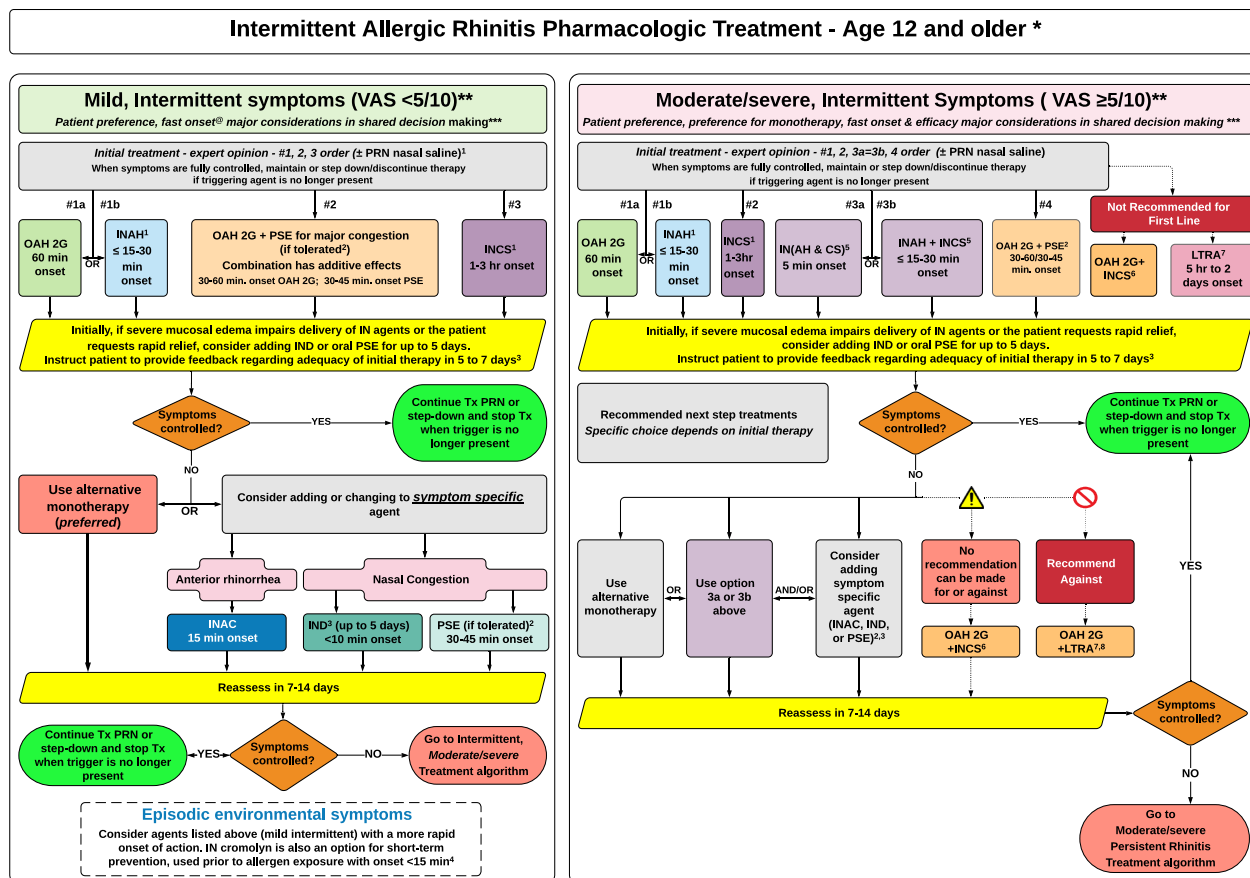 Intermittent Allergic Rhinitis Pharmacologic Treatment - Age 12 and older *
Mild, Intermittent symptoms (VAS <5/10)**
Patient preference, fast onset@ major considerations in shared decision making***
Initial treatment - expert opinion - #1, 2, 3 order (± PRN nasal saline)1
When symptoms are fully controlled, maintain or step down/discontinue therapy
if triggering agent is no longer present
#1a
#1b
#2
#3
OR
OAH 2G
60 min
onset
INAH1
≤ 15-30
min
onset
OAH 2G + PSE for major congestion
(if tolerated2)
Combination has additive effects
30-60 min. onset OAH 2G; 30-45 min. onset PSE
INCS1
1-3 hr onset
Initially, if severe mucosal edema impairs delivery of IN agents or the patient
requests rapid relief, consider adding IND or oral PSE for up to 5 days.
Instruct patient to provide feedback regarding adequacy of initial therapy in 5 to 7 days3
Symptoms
controlled?
YES
Continue Tx PRN or
step-down and stop Tx
when trigger is no
longer present
NO
Use alternative
monotherapy
(preferred)
OR
Consider adding or changing to symptom specific
agent
Anterior rhinorrhea
Nasal Congestion
INAC
15 min onset
IND3 (up to 5 days)
<10 min onset
PSE (if tolerated)2
30-45 min onset
Reassess in 7-14 days
Continue Tx PRN or
step-down and stop Tx
when trigger is no longer
present
YES
Symptoms
controlled?
NO
Go to Intermittent,
Moderate/severe
Treatment algorithm
Episodic environmental symptoms
Consider agents listed above (mild intermittent) with a more rapid
onset of action. IN cromolyn is also an option for short-term
prevention, used prior to allergen exposure with onset <15 min4
Moderate/severe, Intermittent Symptoms ( VAS ≥5/10)**
Patient preference, preference for monotherapy, fast onset & efficacy major considerations in shared decision making ***
Initial treatment - expert opinion - #1, 2, 3a=3b, 4 order (± PRN nasal saline)
When symptoms are fully controlled, maintain or step down/discontinue therapy
if triggering agent is no longer present
#1a
#1b
#2
#3a
#3b
#4
OR
OR
OAH 2G
60 min
onset
INAH1
≤ 15-30
min
onset
INCS1
1-3hr
onset
IN(AH & CS)5
5 min onset
INAH + INCS5
≤ 15-30 min
onset
OAH 2G + PSE2
30-60/30-45
min. onset
Not Recommended for
First Line
OAH 2G+
INCS6
LTRA7
5 hr to 2
days onset
Initially, if severe mucosal edema impairs delivery of IN agents or the patient requests rapid relief,
consider adding IND or oral PSE for up to 5 days.
Instruct patient to provide feedback regarding adequacy of initial therapy in 5 to 7 days3
Recommended next step treatments
Specific choice depends on initial therapy
Symptoms
controlled?
YES
Continue Tx PRN or
step-down and stop Tx
when trigger is no longer
present
NO
!
Use
alternative
monotherapy
OR
Use option
3a or 3b
above
AND/OR
Consider
adding
symptom
specific
agent
(INAC, IND,
or PSE)2,3
No
recommendation
can be made
for or against
OAH 2G
+INCS6
Recommend
Against
OAH 2G
+LTRA7,8
YES
Reassess in 7-14 days
Symptoms
controlled?
NO
Go to
Moderate/severe
Persistent Rhinitis
Treatment algorithm